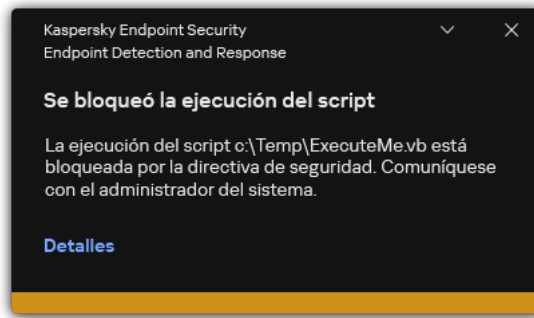 Kaspersky Endpoint Security
Endpoint Detection and Response
Se bloqueó la ejecución del script
La ejecución del script c:\Temp\ExecuteMe.vb está
bloqueada por la directiva de seguridad. Comuníquese
con el administrador del sistema.
Detalles